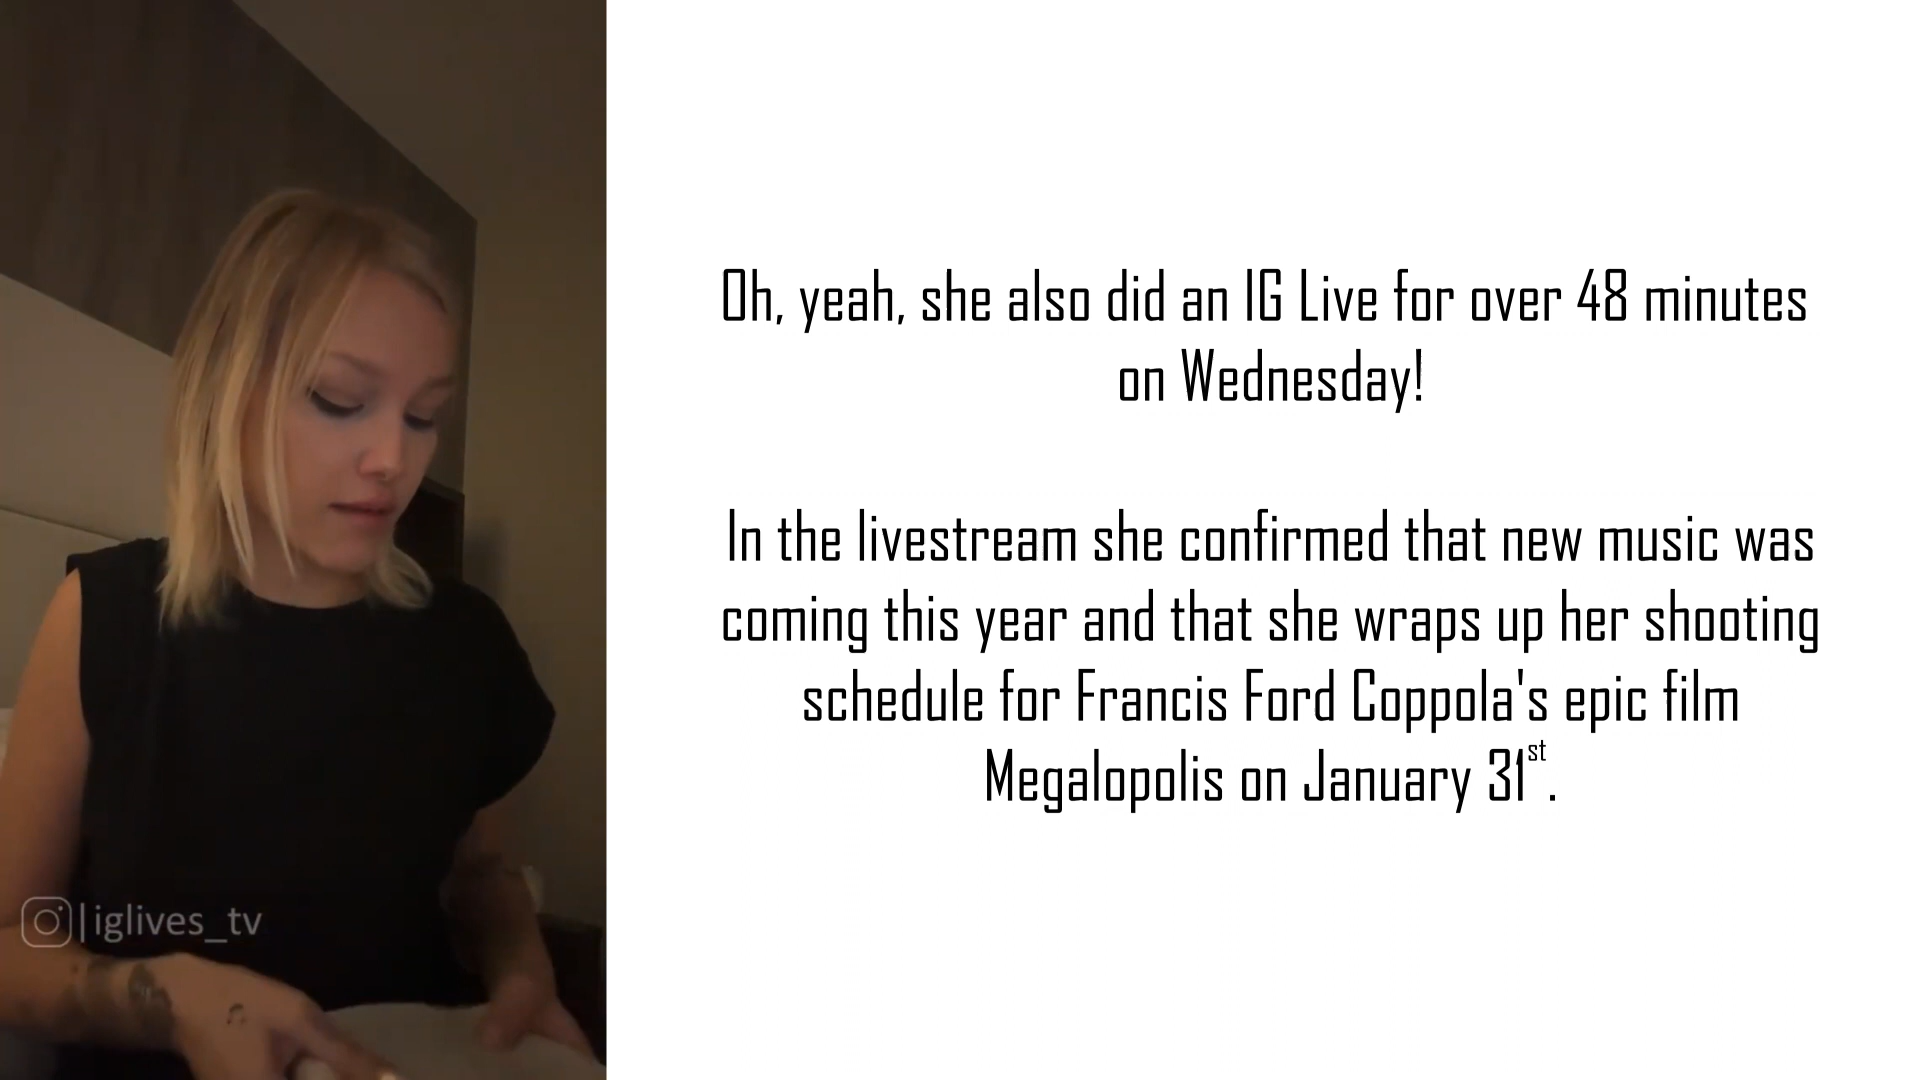 Oh, yeah, she also did an IG Live for over 48 minutes
on Wednesday!
In the livestream she confirmed that new music was
coming this year and that she wraps up her shooting
schedule for Francis Ford Coppola's epic film
Megalopolis on January 31st.
|iglives_tv